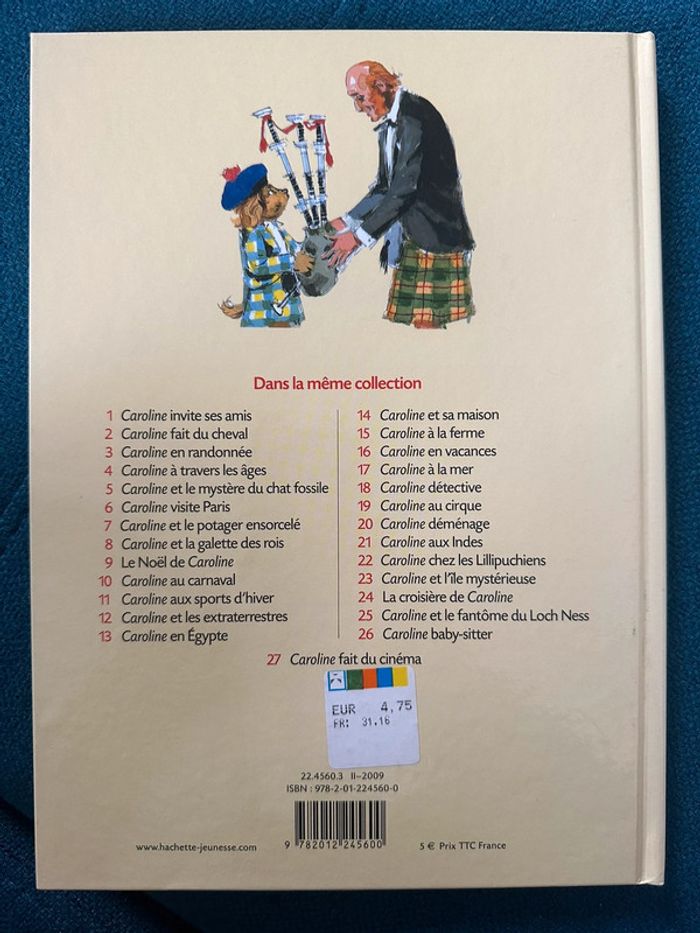 Dans la même collection
1 Caroline invite ses amis
2 Caroline fait du cheval
3 Caroline en randonnée
4 Caroline à travers les âges
5 Caroline et le mystère du chat fossile
6 Caroline visite Paris
7 Caroline et le potager ensorcelé
8 Caroline et la galette des rois
9 Le Noël de Caroline
10 Caroline au carnaval
11 Caroline aux sports d'hiver
12 Caroline et les extraterrestres
13 Caroline en Égypte
14 Caroline et sa maison
15 Caroline à la ferme
16 Caroline en vacances
17 Caroline à la mer
18 Caroline détective
19 Caroline au cirque
20 Caroline déménage
21 Caroline aux Indes
22 Caroline chez les Lillipuchiens
23 Caroline et l'île mystérieuse
24 La croisière de Caroline
25 Caroline et le fantôme du Loch Ness
26 Caroline baby-sitter
27 Caroline fait du cinéma
EUR 4,75
FR: 31.16
22.4560.3 II-2009
ISBN : 978-2-01-224560-0
www.hachette-jeunesse.com
9 782012 245600
5 € Prix TTC France